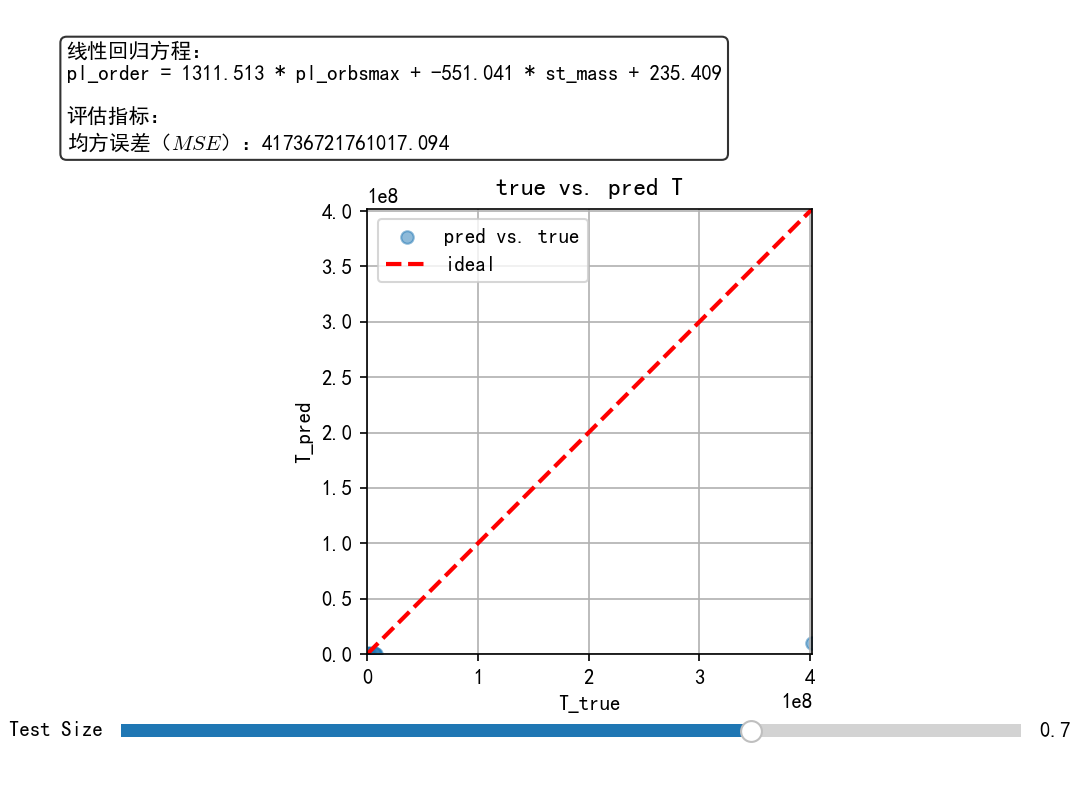 线性回归方程：
pl_order = 1311.513 * pl_orbsmax + -551.041 * st_mass + 235.409
评估指标：
均方误差（MSE）：41736721761017.094
true vs. pred T
1e8
4.0
3.5
3.0
2.5
2.0
1.5
1.0
0.5
0.0
pred vs. true
ideal
T_pred
0 1 2 3 4
1e8
T_true
Test Size 0.7